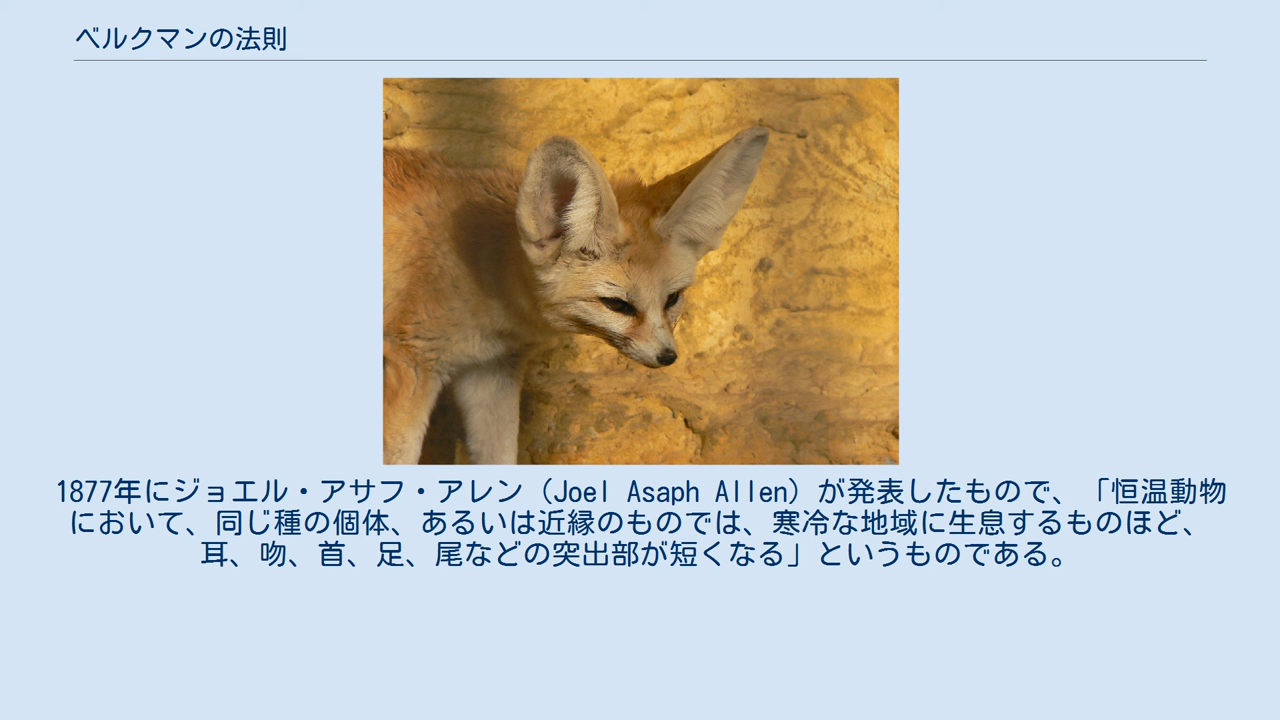 ベルクマンの法則
1877年にジョエル・アサフ・アレン（Joel Asaph Allen）が発表したもので、「恒温動物
において、同じ種の個体、あるいは近縁のものでは、寒冷な地域に生息するものほど、
耳、吻、首、足、尾などの突出部が短くなる」というものである。